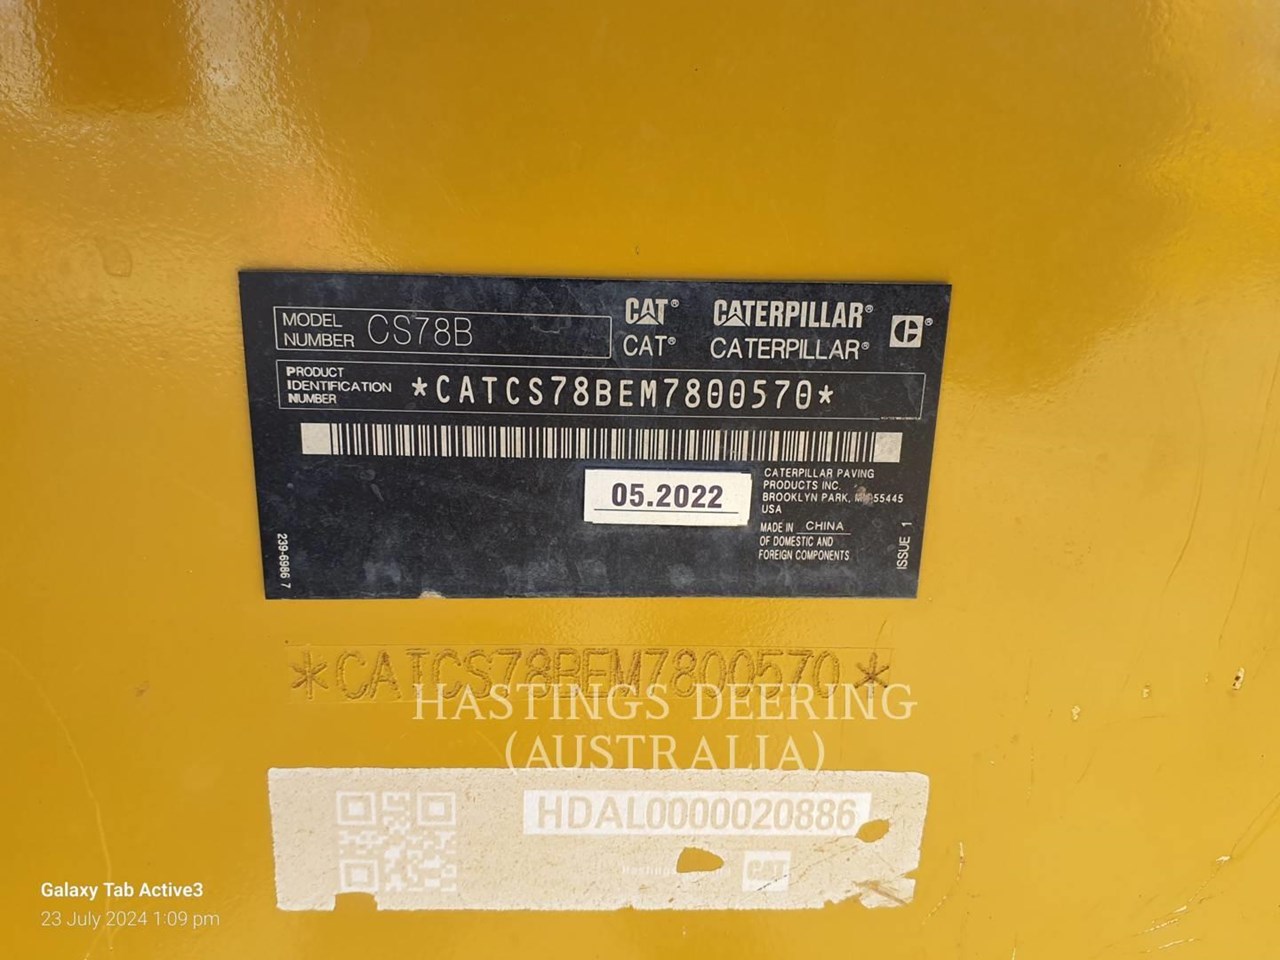 MODEL NUMBER CS78B
CAT® CATERPILLAR®
CAT® CATERPILLAR®
PRODUCT IDENTIFICATION NUMBER *CATCS78BEM7800570*
05.2022
CATERPILLAR PAVING
PRODUCTS INC.
BROOKLYN PARK, 55445
USA
MADE IN CHINA
OF DOMESTIC AND
FOREIGN COMPONENTS
ISSUE 1
239-6986 7
*CATCS78BEM7800570*
HASTINGS DEERING
(AUSTRALIA)
HDAL0000020886
CAT
Galaxy Tab Active3
23 July 2024 1:09 pm